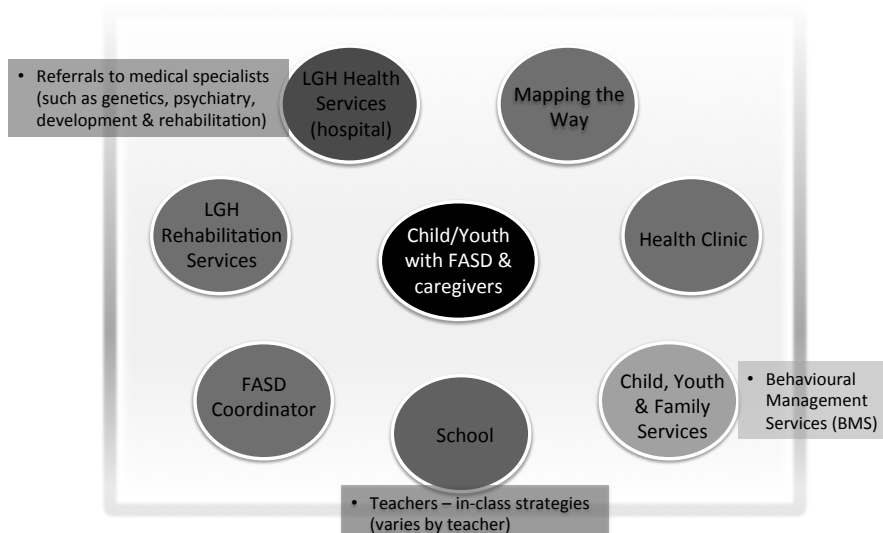 • Referrals to medical specialists
(such as genetics, psychiatry,
development & rehabilitation)
LGH Health
Services
(hospital)
Mapping the
Way
LGH
Rehabilitation
Services
Child/Youth
with FASD &
caregivers
Health Clinic
FASD
Coordinator
School
Child, Youth
& Family
Services
• Behavioural
Management
Services (BMS)
• Teachers – in-class strategies
(varies by teacher)